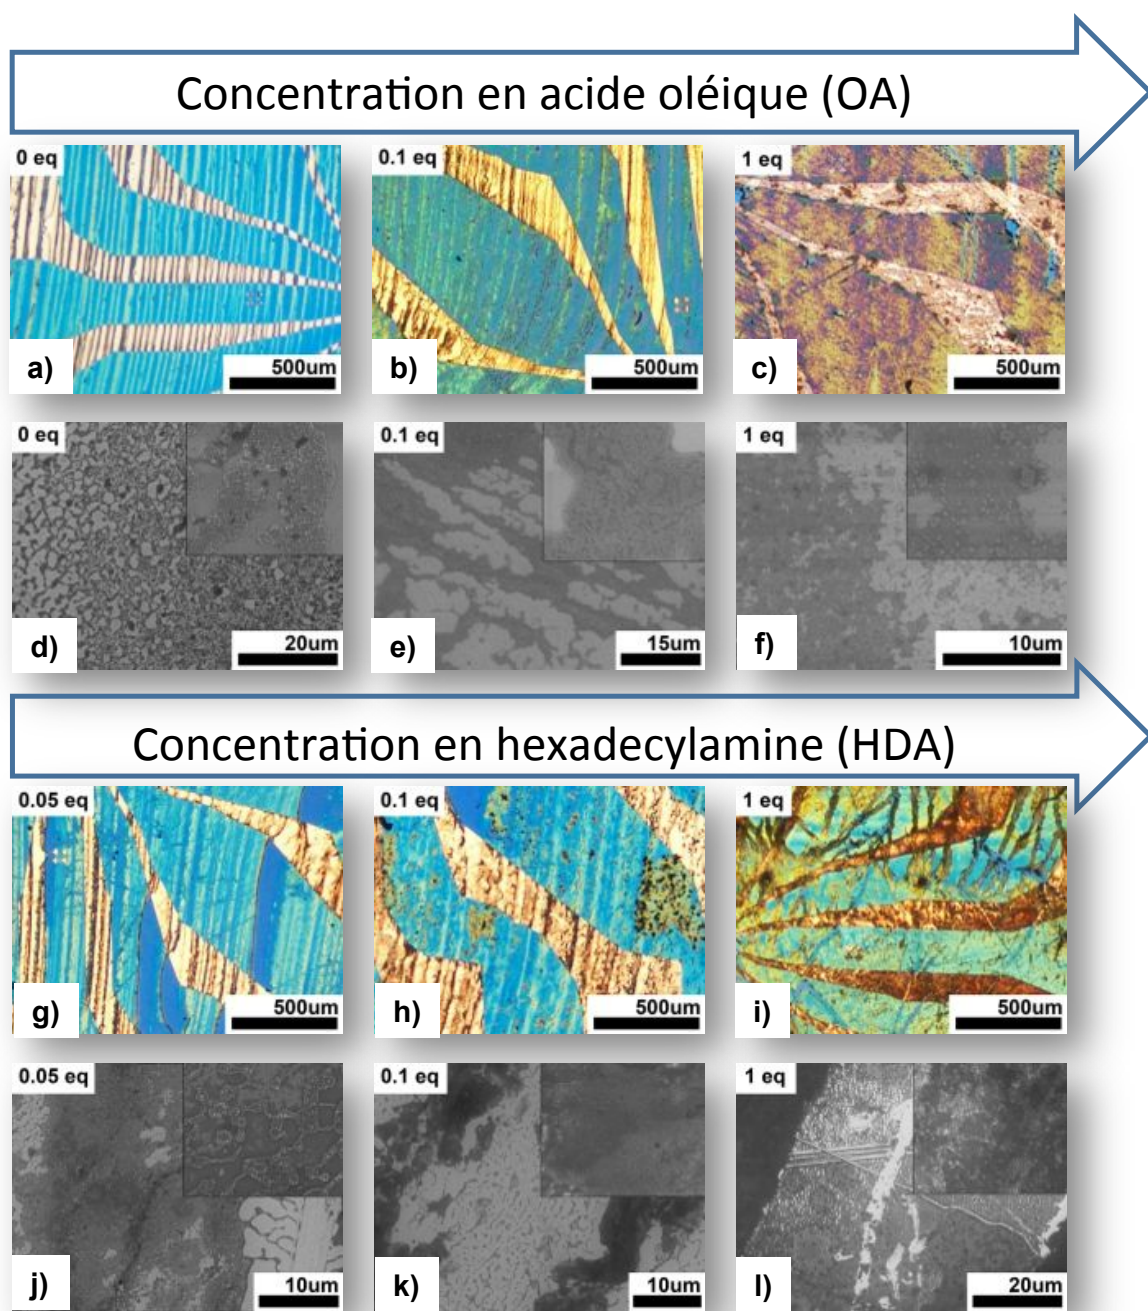 Concentration en acide oléique (OA)
0 eq
0.1 eq
1 eq
a)
500um
b)
500um
c)
500um
0 eq
0.1 eq
1 eq
d)
20um
e)
15um
f)
10um
Concentration en hexadecylamine (HDA)
0.05 eq
0.1 eq
1 eq
g)
500um
h)
500um
i)
500um
0.05 eq
0.1 eq
1 eq
j)
10um
k)
10um
l)
20um